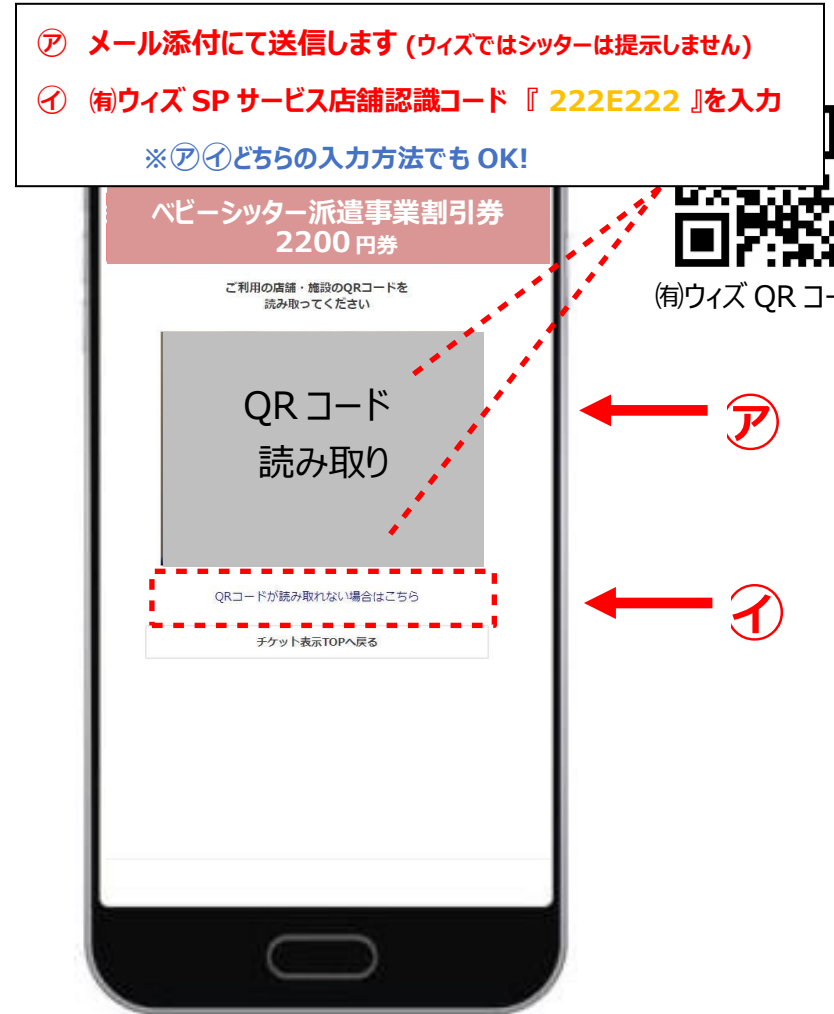 ㋐ メール添付にて送信します (ウィズではシッターは提示しません)
㋑ ㈲ウィズ SP サービス店舗認識コード『 222E222 』を入力
※㋐㋑どちらの入力方法でも OK!
ベビーシッター派遣事業割引券
2200 円券
ご利用の店舗・施設のQRコードを
読み取ってください
㈲ウィズ QR コー
QR コード
読み取り
㋐
QRコードが読み取れない場合はこちら
㋑
チケット表示TOPへ戻る